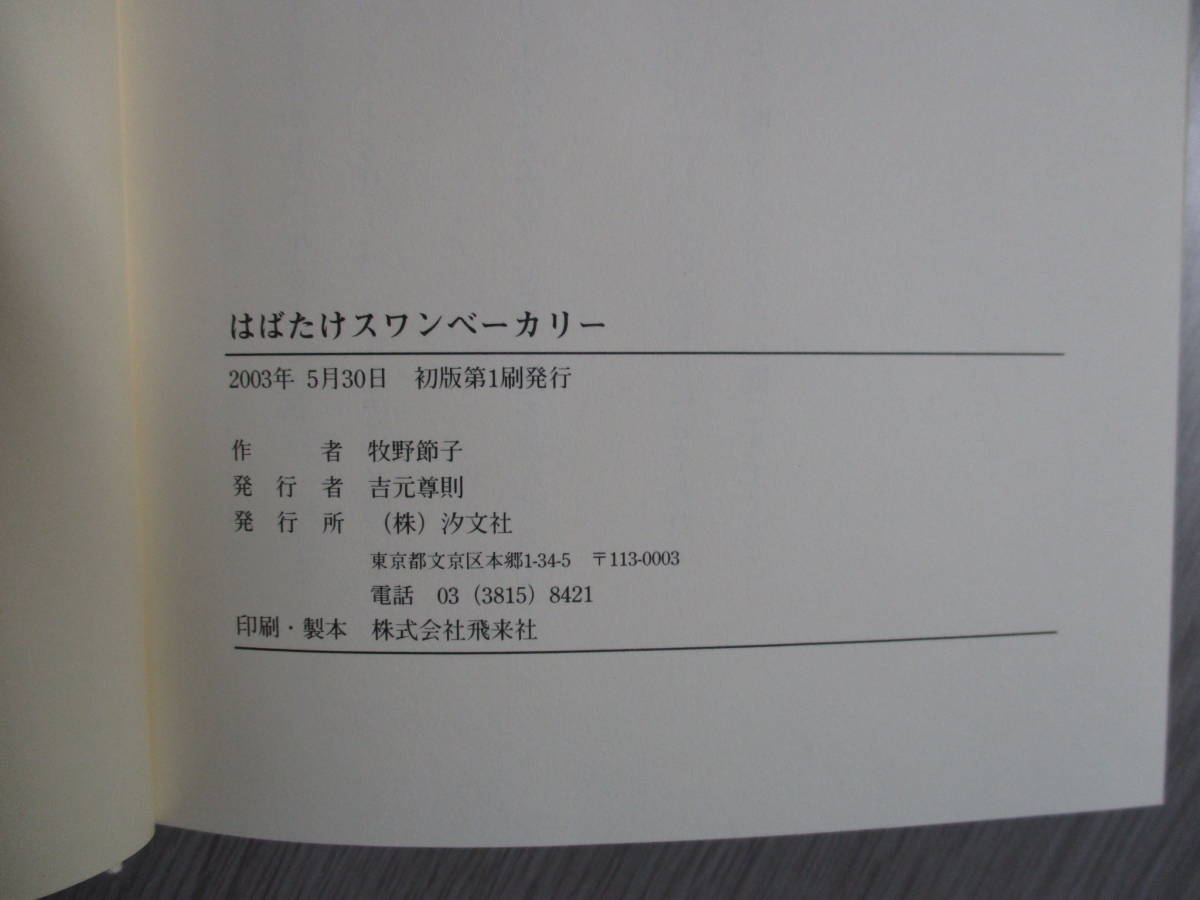 はばたけスワンベーカリー
2003年 5月30日　初版第1刷発行
作　　者　牧野節子
発 行 者　吉元尊則
発 行 所　（株）汐文社
東京都文京区本郷1-34-5　〒113-0003
電話　03（3815）8421
印刷・製本　株式会社飛来社